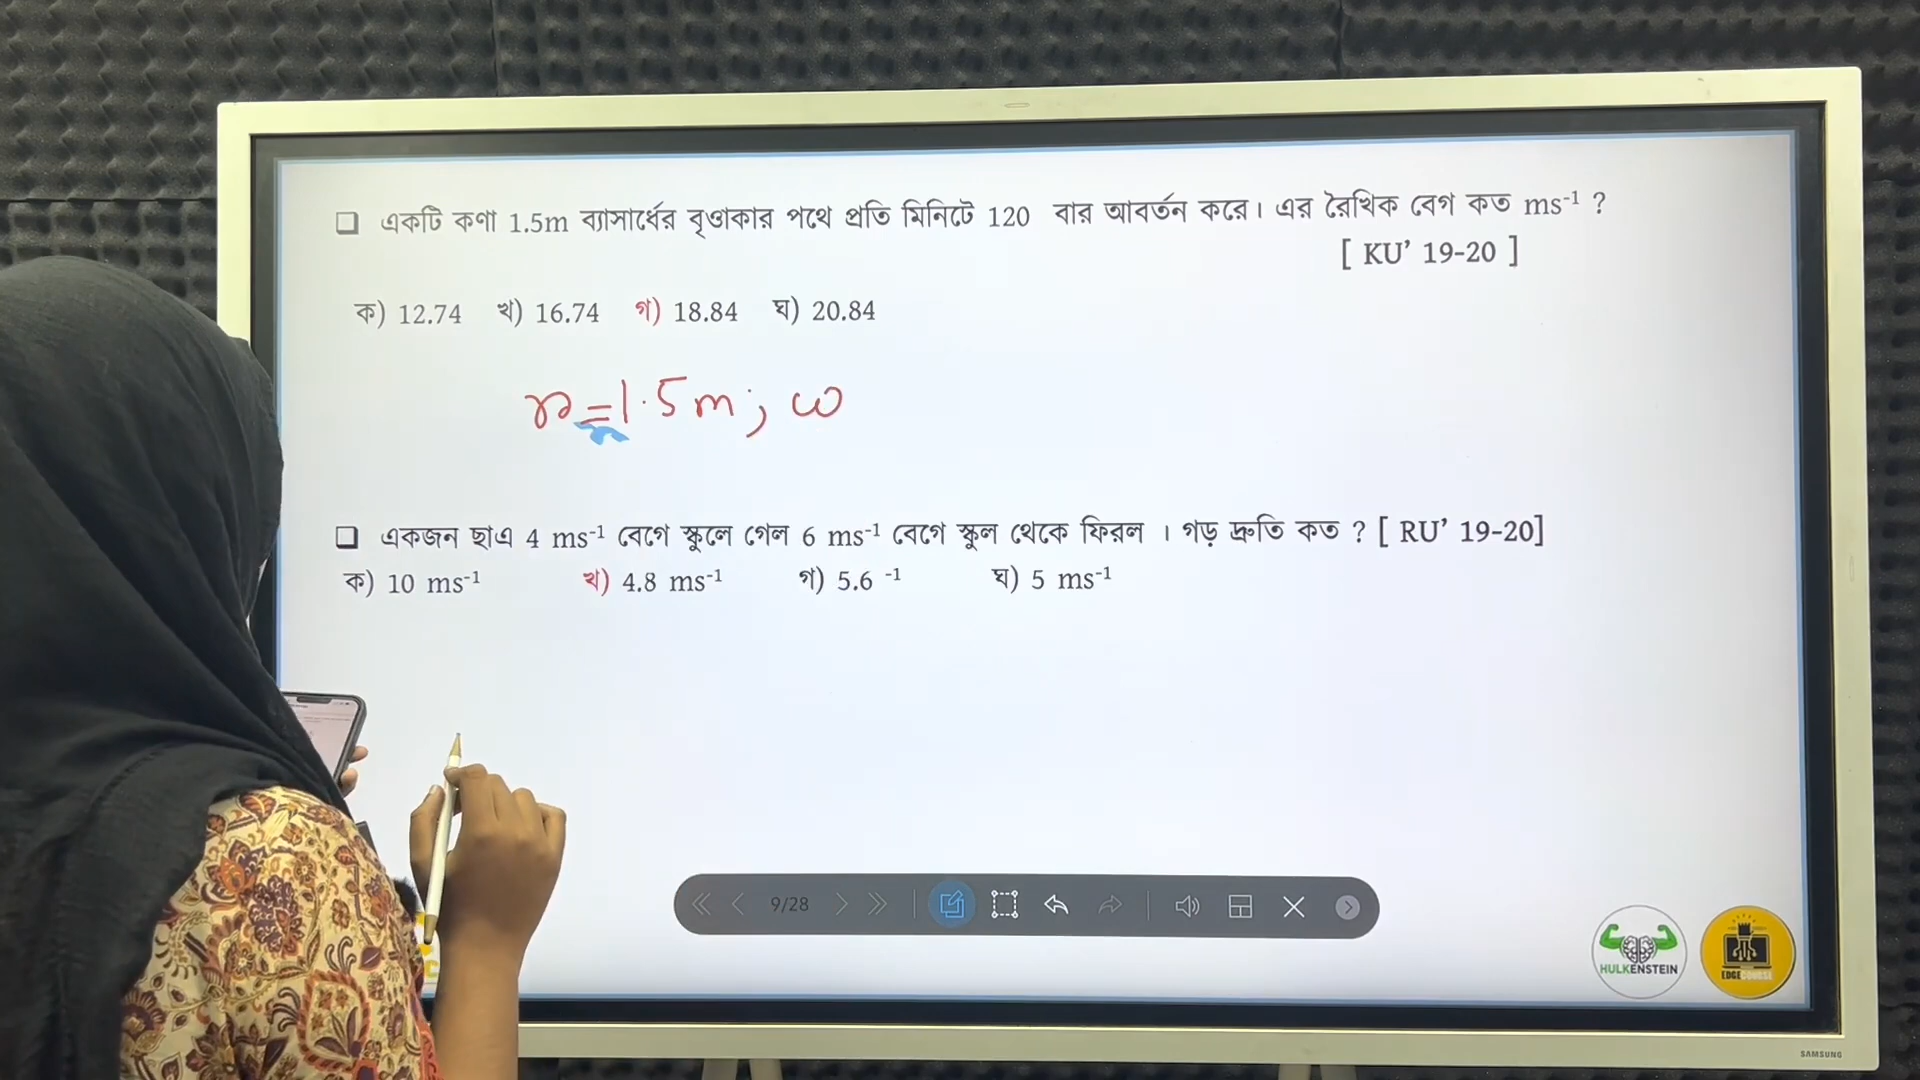 ❑ একটি কণা 1.5m ব্যাসার্ধের বৃত্তাকার পথে প্রতি মিনিটে 120 বার আবর্তন করে। এর রৈখিক বেগ কত ms⁻¹ ?
[ KU’ 19-20 ]
ক) 12.74 খ) 16.74 গ) 18.84 ঘ) 20.84
r=1.5m; ω
❑ একজন ছাত্র 4 ms⁻¹ বেগে স্কুলে গেল 6 ms⁻¹ বেগে স্কুল থেকে ফিরল । গড় দ্রুতি কত ? [ RU’ 19-20]
ক) 10 ms⁻¹ খ) 4.8 ms⁻¹ গ) 5.6 ⁻¹ ঘ) 5 ms⁻¹
9/28
HULKENSTEIN
EDGECOURSE
SAMSUNG